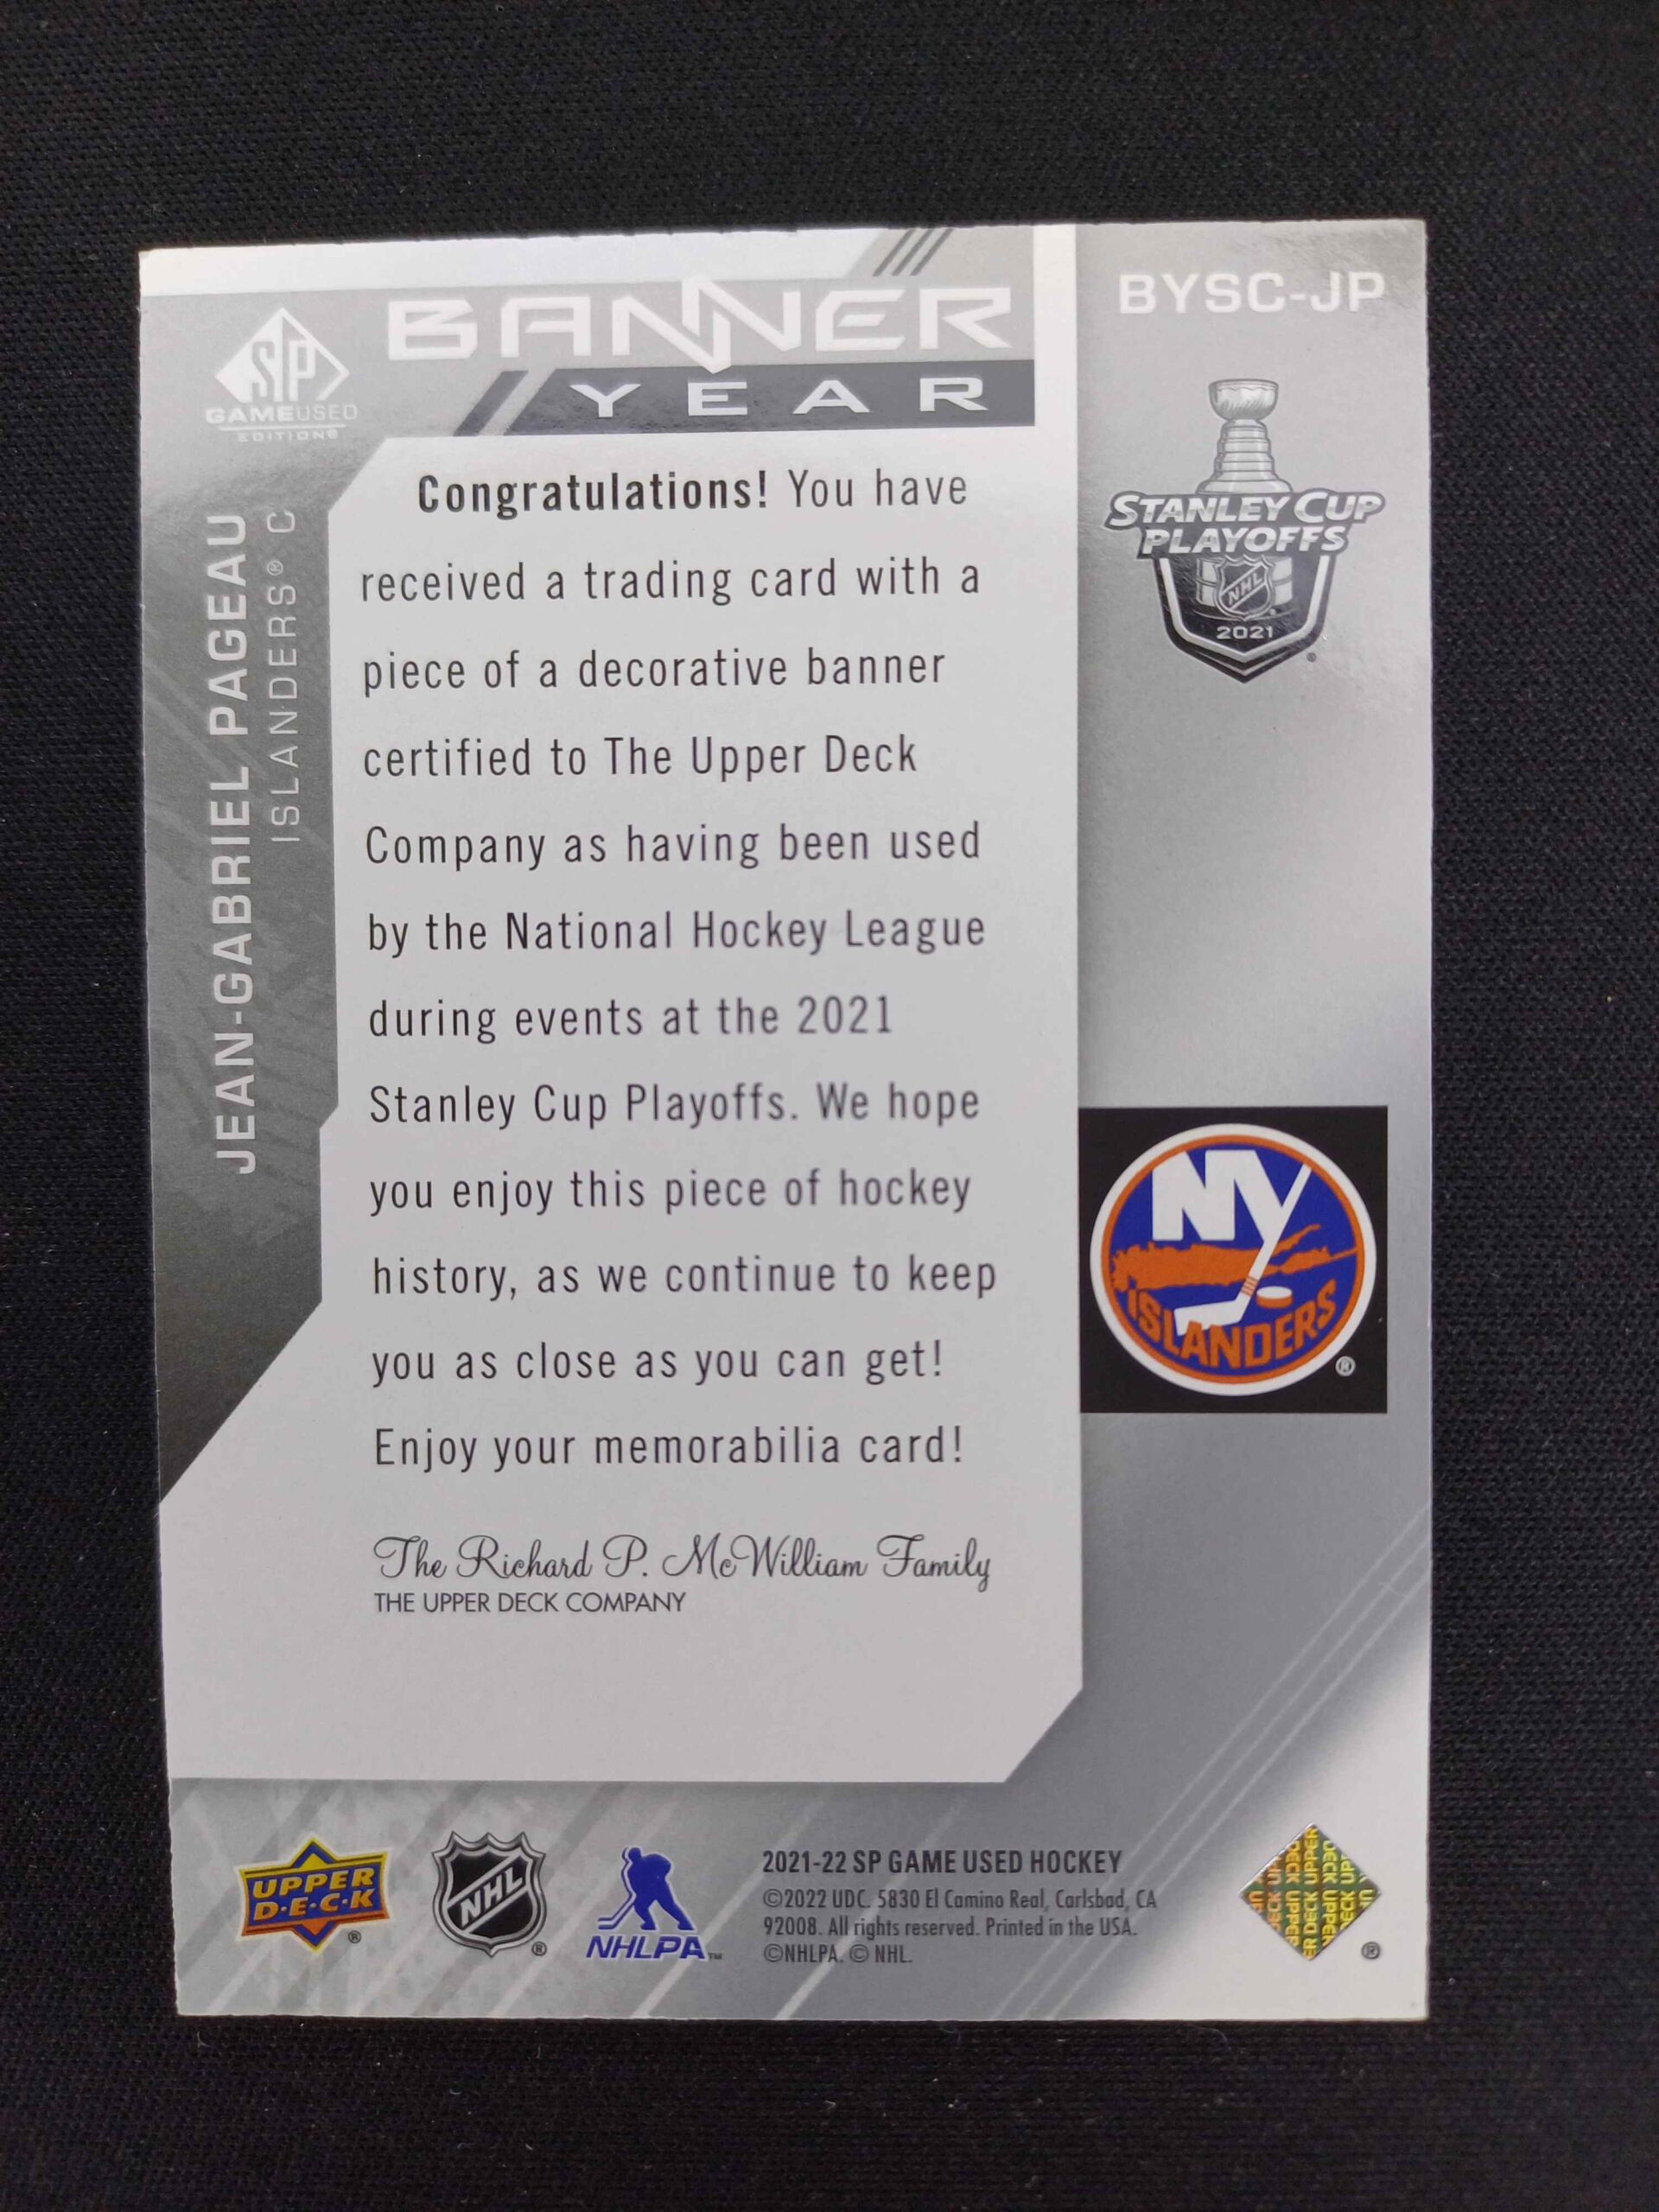 BANNER
YEAR
SP
GAMEUSED
EDITIONS
BYSC-JP
STANLEY CUP
PLAYOFFS
NHL
2021
®
JEAN-GABRIEL PAGEAU
ISLANDERS® C
Congratulations! You have
received a trading card with a
piece of a decorative banner
certified to The Upper Deck
Company as having been used
by the National Hockey League
during events at the 2021
Stanley Cup Playoffs. We hope
you enjoy this piece of hockey
history, as we continue to keep
you as close as you can get!
Enjoy your memorabilia card!
The Richard P. McWilliam Family
THE UPPER DECK COMPANY
NY
ISLANDERS
®
UPPER
D·E·C·K
®
NHL
®
NHLPA™
2021-22 SP GAME USED HOCKEY
©2022 UDC. 5830 El Camino Real, Carlsbad, CA
92008. All rights reserved. Printed in the USA.
©NHLPA. © NHL.
UPPER DECK
®